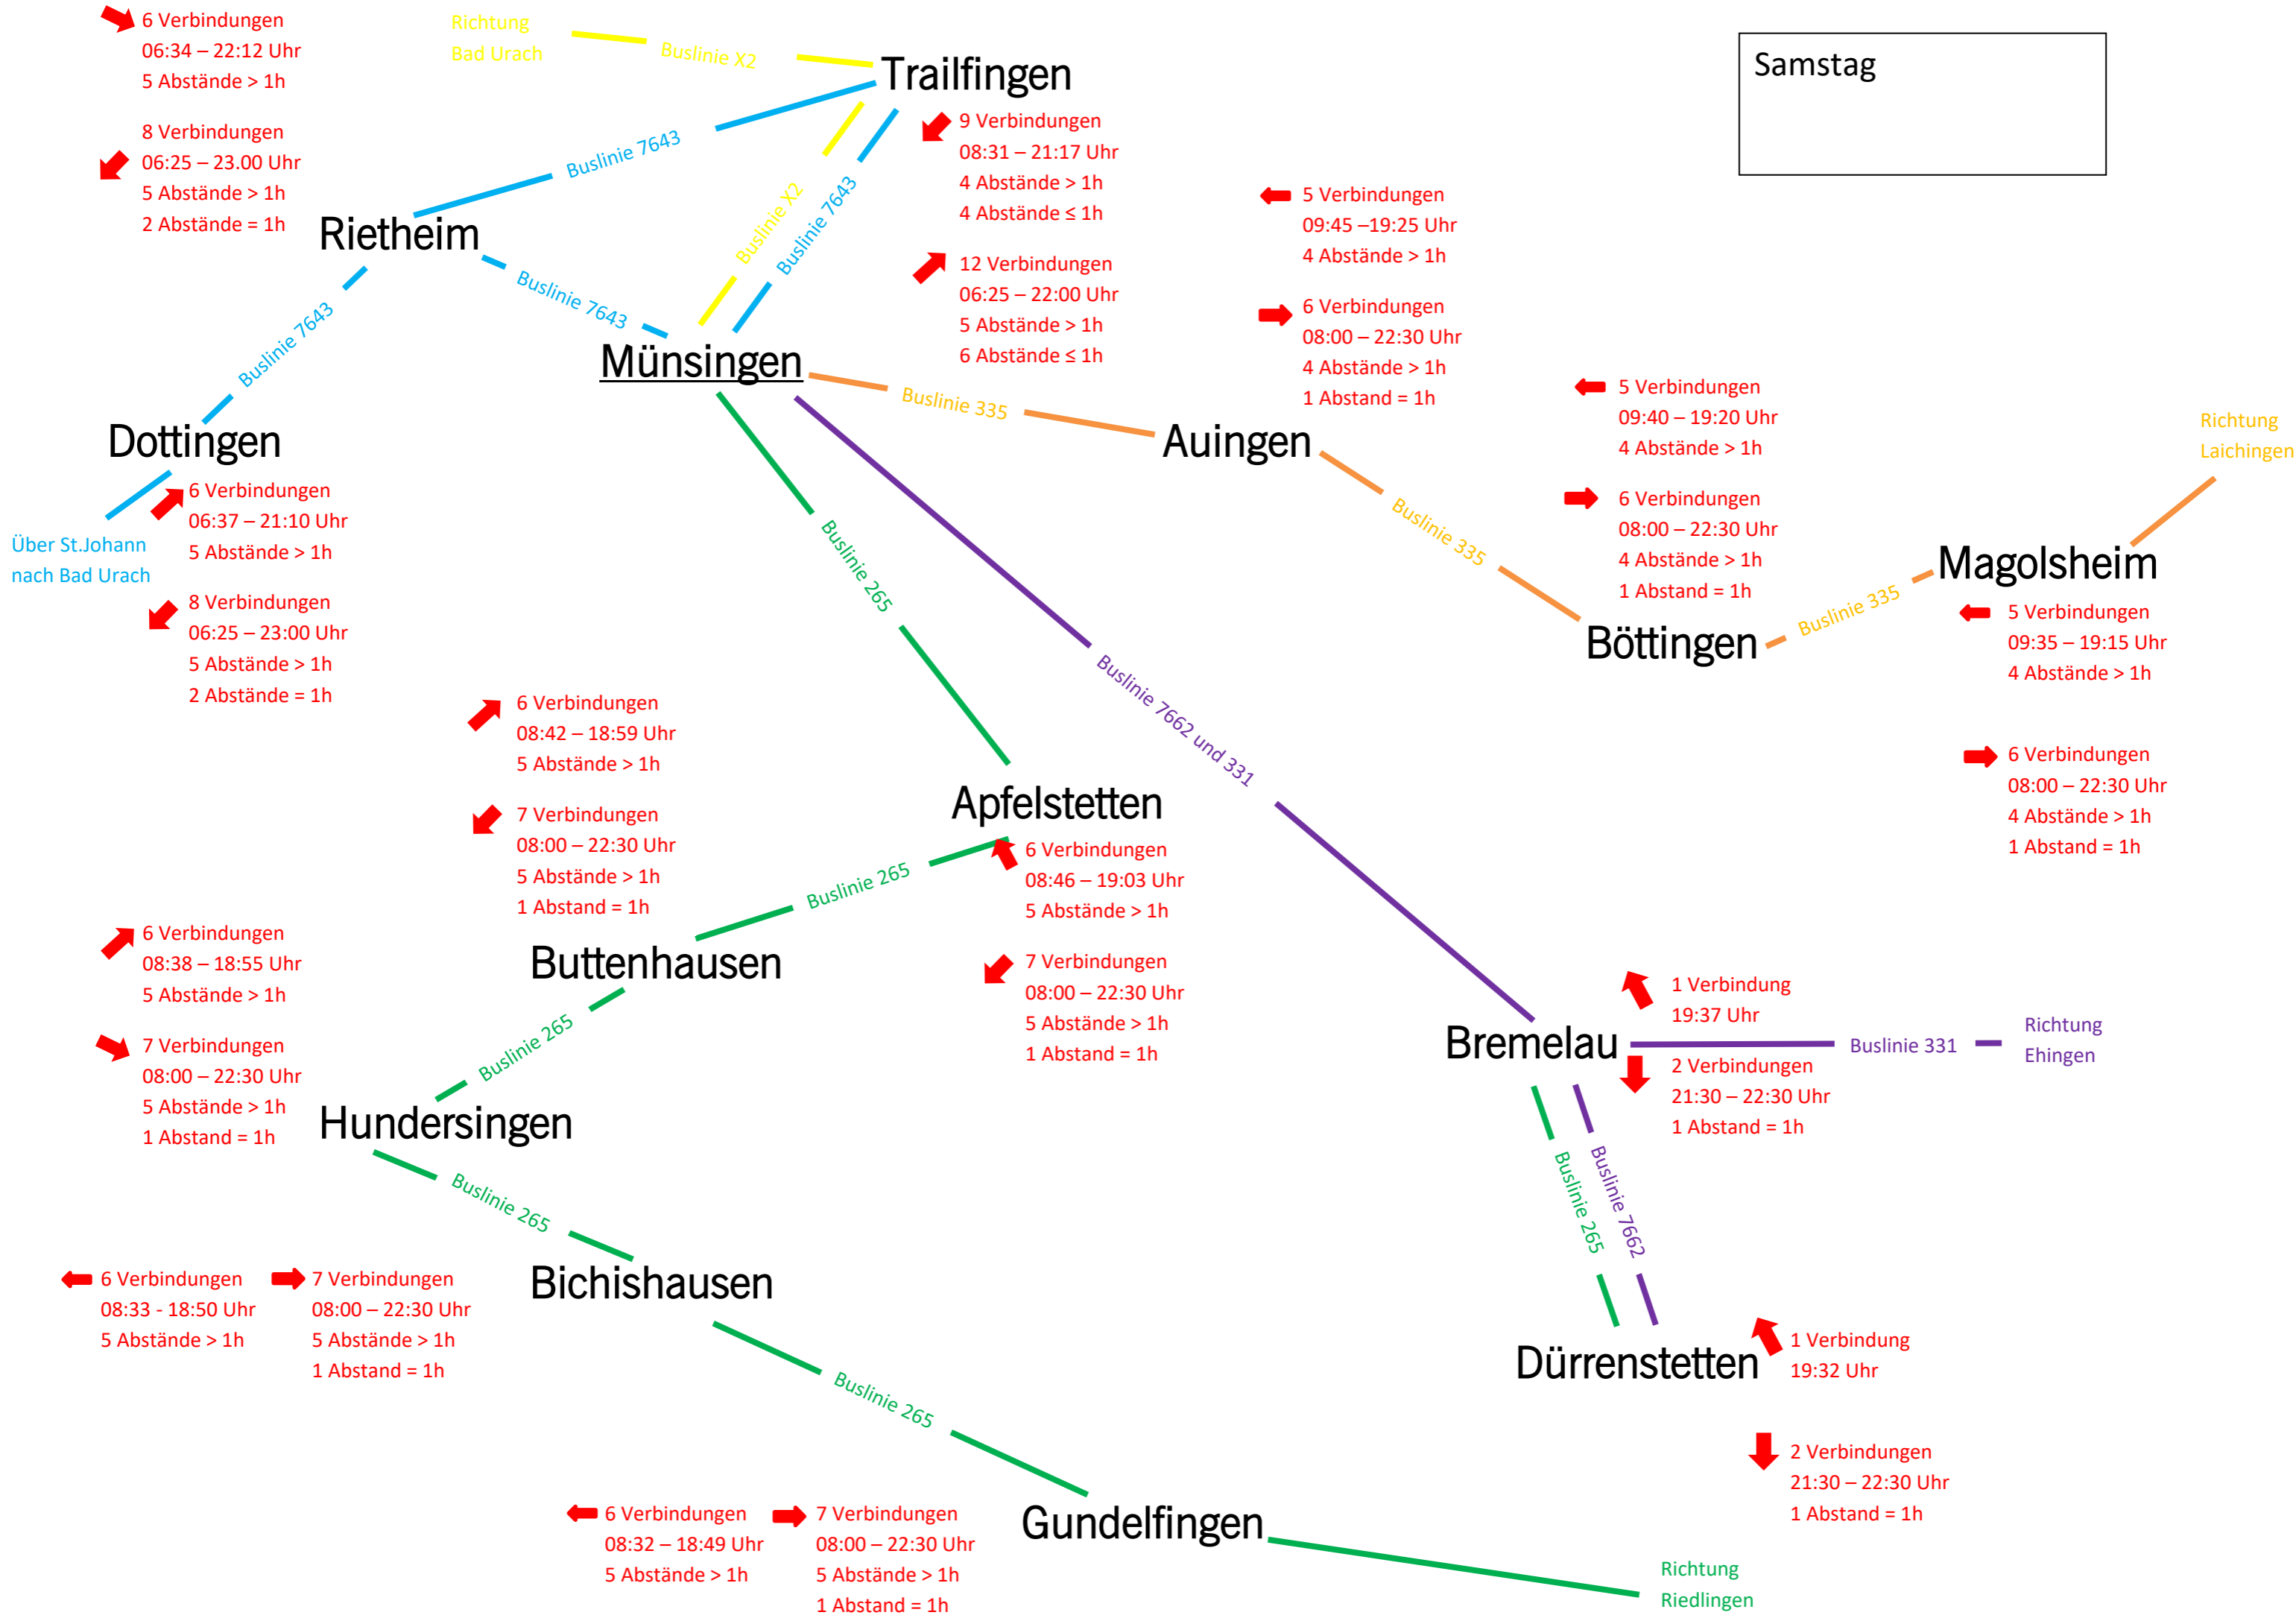 6 Verbindungen
06:34 – 22:12 Uhr
5 Abstände > 1h
8 Verbindungen
06:25 – 23.00 Uhr
5 Abstände > 1h
2 Abstände = 1h
Richtung
Bad Urach
Buslinie X2
Trailfingen
Samstag
9 Verbindungen
08:31 – 21:17 Uhr
4 Abstände > 1h
4 Abstände ≤ 1h
12 Verbindungen
06:25 – 22:00 Uhr
5 Abstände > 1h
6 Abstände ≤ 1h
Buslinie 7643
Buslinie X2
Buslinie 7643
Rietheim
Buslinie 7643
Buslinie 7643
Münsingen
5 Verbindungen
09:45 –19:25 Uhr
4 Abstände > 1h
6 Verbindungen
08:00 – 22:30 Uhr
4 Abstände > 1h
1 Abstand = 1h
Buslinie 335
Auingen
5 Verbindungen
09:40 – 19:20 Uhr
4 Abstände > 1h
6 Verbindungen
08:00 – 22:30 Uhr
4 Abstände > 1h
1 Abstand = 1h
Richtung
Laichingen
Dottingen
6 Verbindungen
06:37 – 21:10 Uhr
5 Abstände > 1h
Über St.Johann
nach Bad Urach
8 Verbindungen
06:25 – 23:00 Uhr
5 Abstände > 1h
2 Abstände = 1h
Buslinie 265
Buslinie 335
Magolsheim
Buslinie 335
Böttingen
5 Verbindungen
09:35 – 19:15 Uhr
4 Abstände > 1h
6 Verbindungen
08:00 – 22:30 Uhr
4 Abstände > 1h
1 Abstand = 1h
Buslinie 7662 und 331
6 Verbindungen
08:42 – 18:59 Uhr
5 Abstände > 1h
7 Verbindungen
08:00 – 22:30 Uhr
5 Abstände > 1h
1 Abstand = 1h
Apfelstetten
6 Verbindungen
08:46 – 19:03 Uhr
5 Abstände > 1h
7 Verbindungen
08:00 – 22:30 Uhr
5 Abstände > 1h
1 Abstand = 1h
Buslinie 265
Buttenhausen
6 Verbindungen
08:38 – 18:55 Uhr
5 Abstände > 1h
7 Verbindungen
08:00 – 22:30 Uhr
5 Abstände > 1h
1 Abstand = 1h
Buslinie 265
Hundersingen
1 Verbindung
19:37 Uhr
Bremelau
2 Verbindungen
21:30 – 22:30 Uhr
1 Abstand = 1h
Buslinie 331
Richtung
Ehingen
Buslinie 265
Buslinie 265
Buslinie 7662
Bichishausen
6 Verbindungen
08:33 - 18:50 Uhr
5 Abstände > 1h
7 Verbindungen
08:00 – 22:30 Uhr
5 Abstände > 1h
1 Abstand = 1h
Dürrenstetten
1 Verbindung
19:32 Uhr
2 Verbindungen
21:30 – 22:30 Uhr
1 Abstand = 1h
Buslinie 265
6 Verbindungen
08:32 – 18:49 Uhr
5 Abstände > 1h
7 Verbindungen
08:00 – 22:30 Uhr
5 Abstände > 1h
1 Abstand = 1h
Gundelfingen
Richtung
Riedlingen